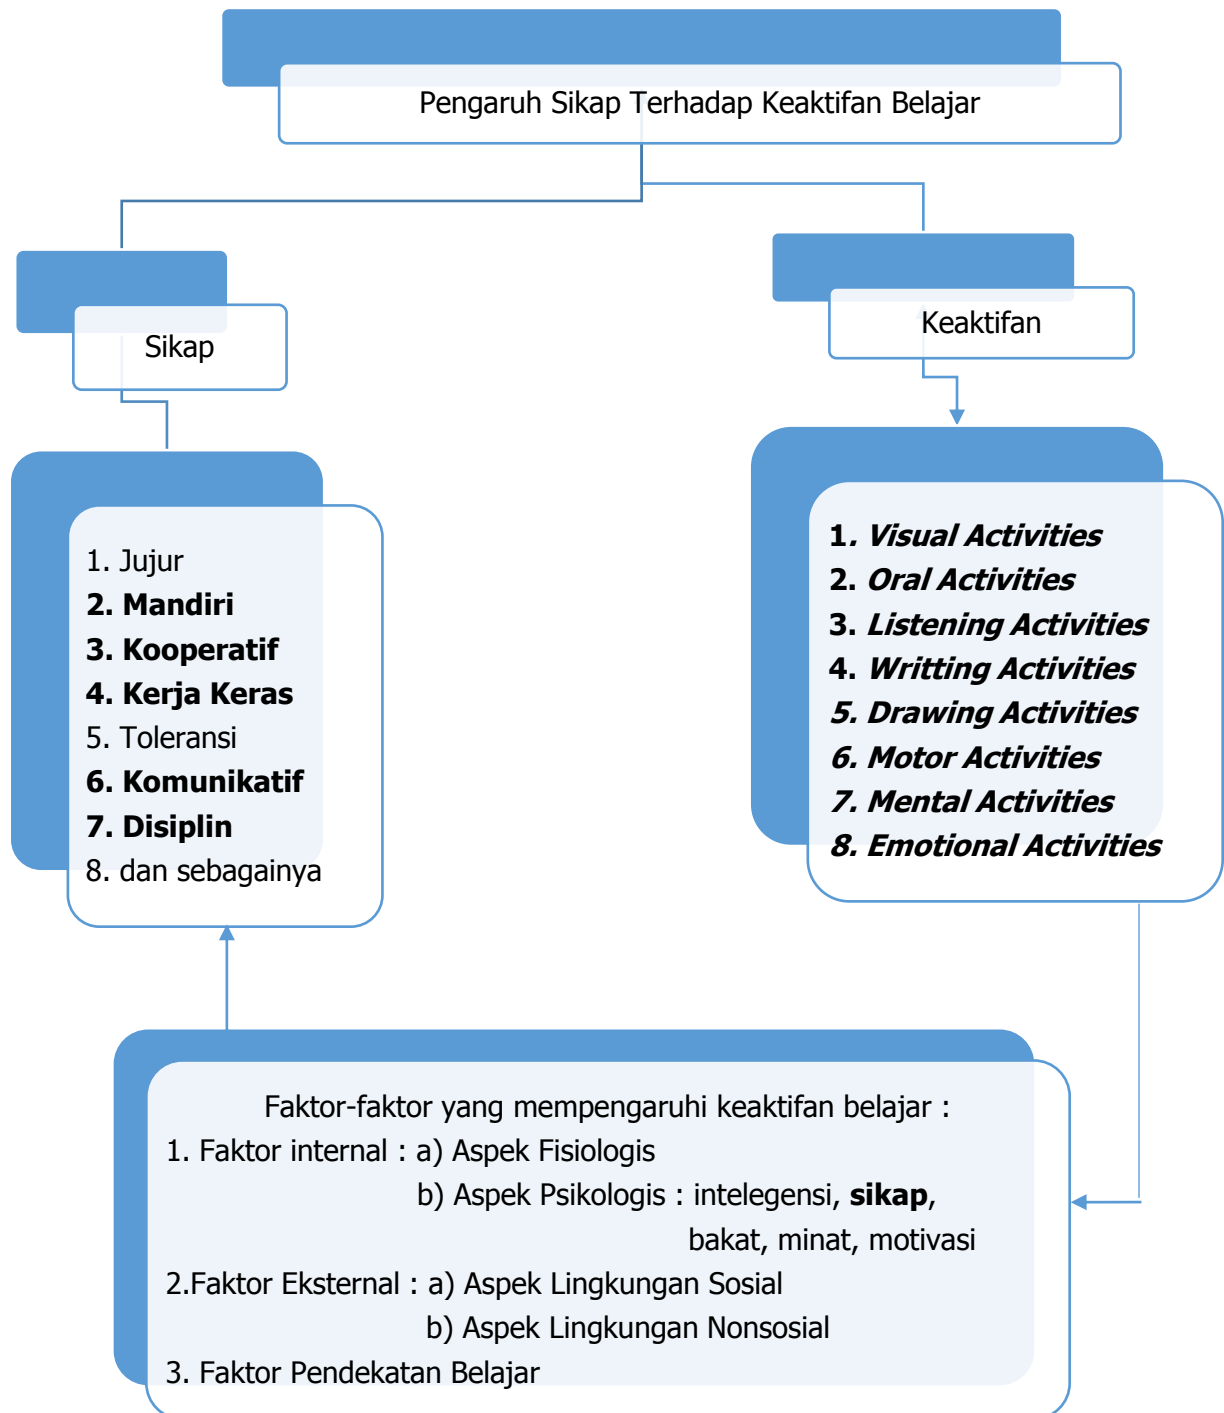 Pengaruh Sikap Terhadap Keaktifan Belajar
Sikap
Keaktifan
1. Jujur
2. Mandiri
3. Kooperatif
4. Kerja Keras
5. Toleransi
6. Komunikatif
7. Disiplin
8. dan sebagainya
1. Visual Activities
2. Oral Activities
3. Listening Activities
4. Writting Activities
5. Drawing Activities
6. Motor Activities
7. Mental Activities
8. Emotional Activities
Faktor-faktor yang mempengaruhi keaktifan belajar :
1. Faktor internal : a) Aspek Fisiologis
b) Aspek Psikologis : intelegensi, sikap,
bakat, minat, motivasi
2.Faktor Eksternal : a) Aspek Lingkungan Sosial
b) Aspek Lingkungan Nonsosial
3. Faktor Pendekatan Belajar